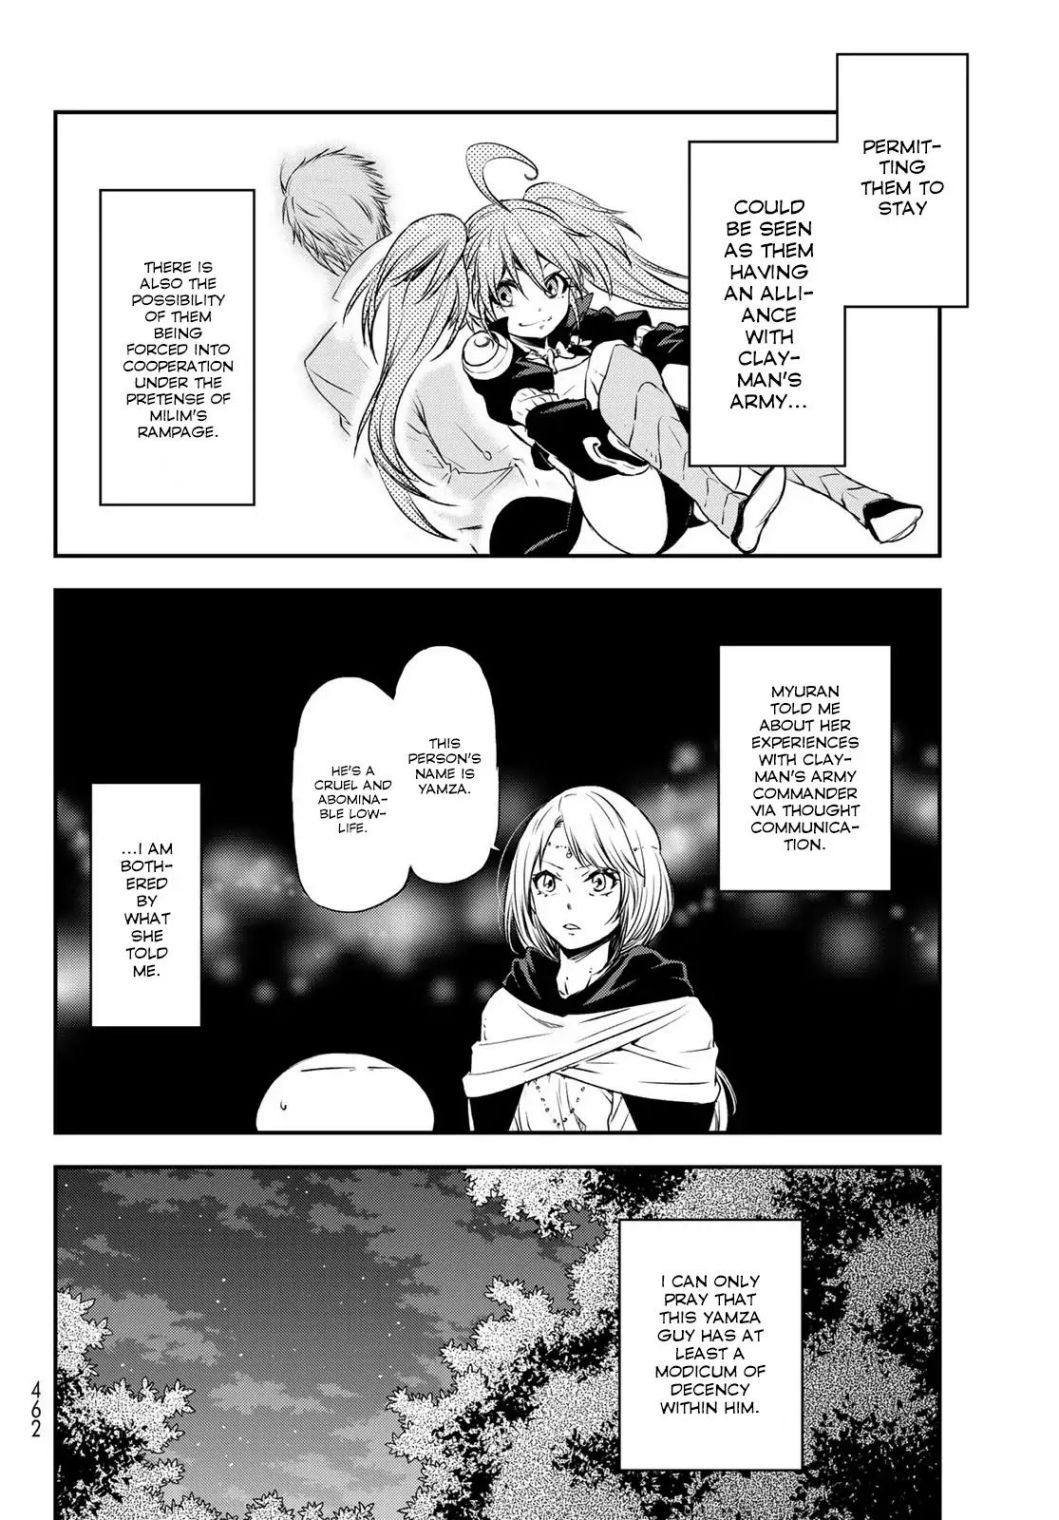 PERMIT-
TING
THEM TO
STAY
COULD
BE SEEN
AS THEM
HAVING
AN ALLI-
ANCE
WITH
CLAY-
MAN'S
ARMY...
THERE IS
ALSO THE
POSSIBILITY
OF THEM
BEING
FORCED INTO
COOPERATION
UNDER THE
PRETENSE OF
MILIM'S
RAMPAGE.
MYURAN
TOLD ME
ABOUT HER
EXPERIENCES
WITH CLAY-
MAN'S ARMY
COMMANDER
VIA THOUGHT
COMMUNICA-
TION.
THIS
PERSON'S
NAME IS
YAMZA.
HE'S A
CRUEL AND
ABOMINA-
BLE LOW-
LIFE.
...I AM
BOTH-
ERED
BY
WHAT
SHE
TOLD
ME.
I CAN ONLY
PRAY THAT
THIS YAMZA
GUY HAS AT
LEAST A
MODICUM OF
DECENCY
WITHIN HIM.
462